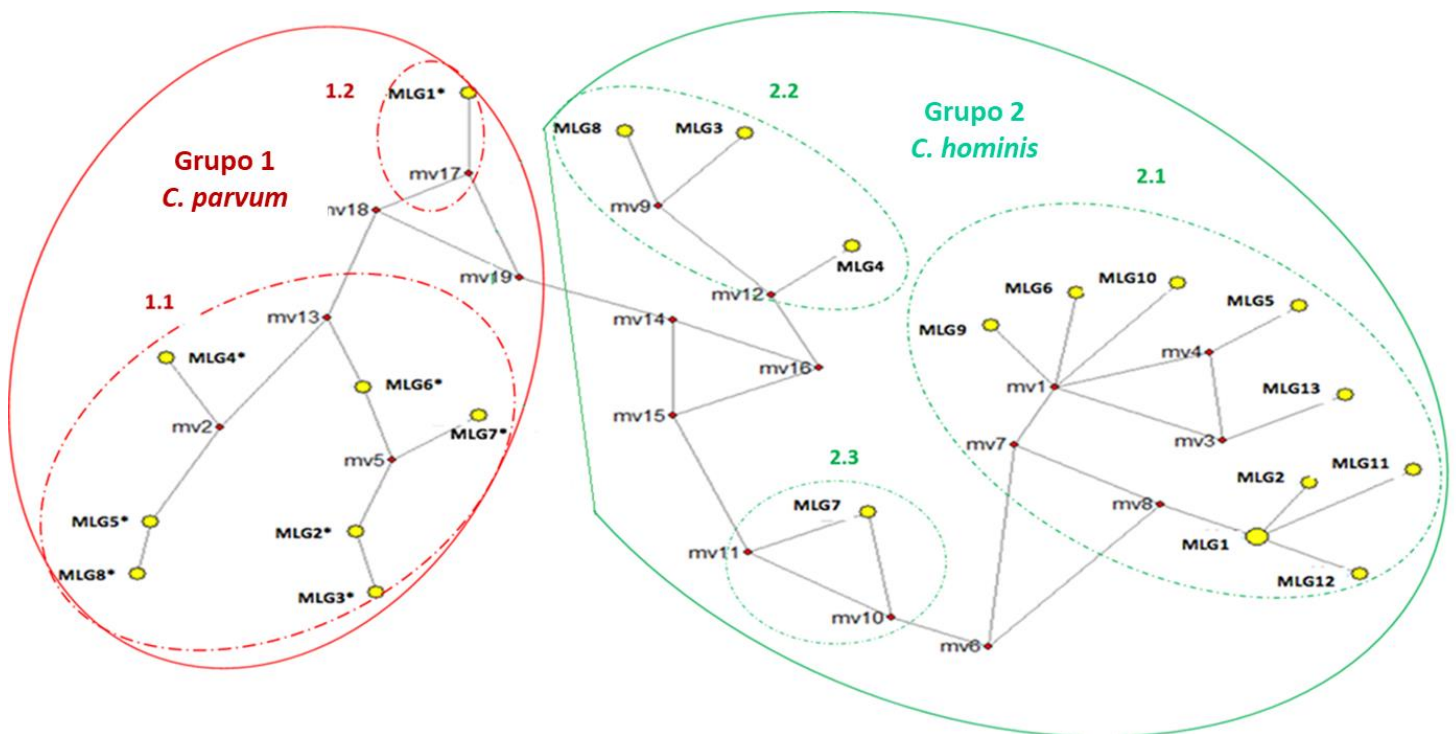 1.2
MLG1*
Grupo 1
C. parvum
mv17
mv18
mv19
1.1
mv13
MLG4*
MLG6*
mv2
MLG7*
mv5
MLG5*
MLG2*
MLG8*
MLG3*
2.2
Grupo 2
C. hominis
MLG8
MLG3
mv9
MLG4
mv12
mv14
mv16
mv15
2.1
MLG10
MLG6
MLG5
MLG9
mv4
mv1
MLG13
mv3
mv7
MLG11
MLG2
mv8
MLG1
MLG12
2.3
MLG7
mv11
mv10
mv6